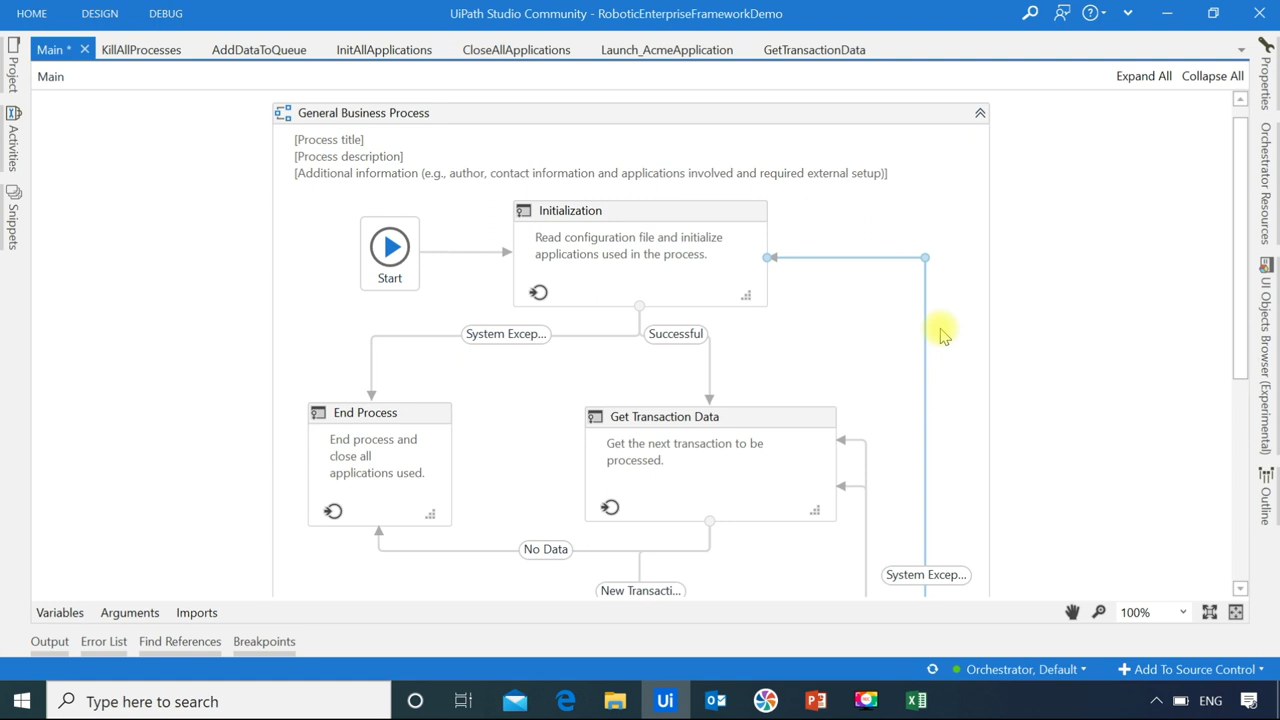 HOME DESIGN DEBUG UiPath Studio Community - RoboticEnterpriseFrameworkDemo
Main * KillAllProcesses AddDataToQueue InitAllApplications CloseAllApplications Launch_AcmeApplication GetTransactionData
Main Expand All Collapse All
Project
Activities
Snippets
General Business Process
[Process title]
[Process description]
[Additional information (e.g., author, contact information and applications involved and required external setup)]
Start
Initialization
Read configuration file and initialize
applications used in the process.
System Excep...
Successful
End Process
End process and
close all
applications used.
Get Transaction Data
Get the next transaction to be
processed.
No Data
System Excep...
New Transacti...
Properties
Orchestrator Resources
UI Objects Browser (Experimental)
Outline
Variables Arguments Imports 100%
Output Error List Find References Breakpoints
Orchestrator, Default Add To Source Control
Type here to search Ui ENG